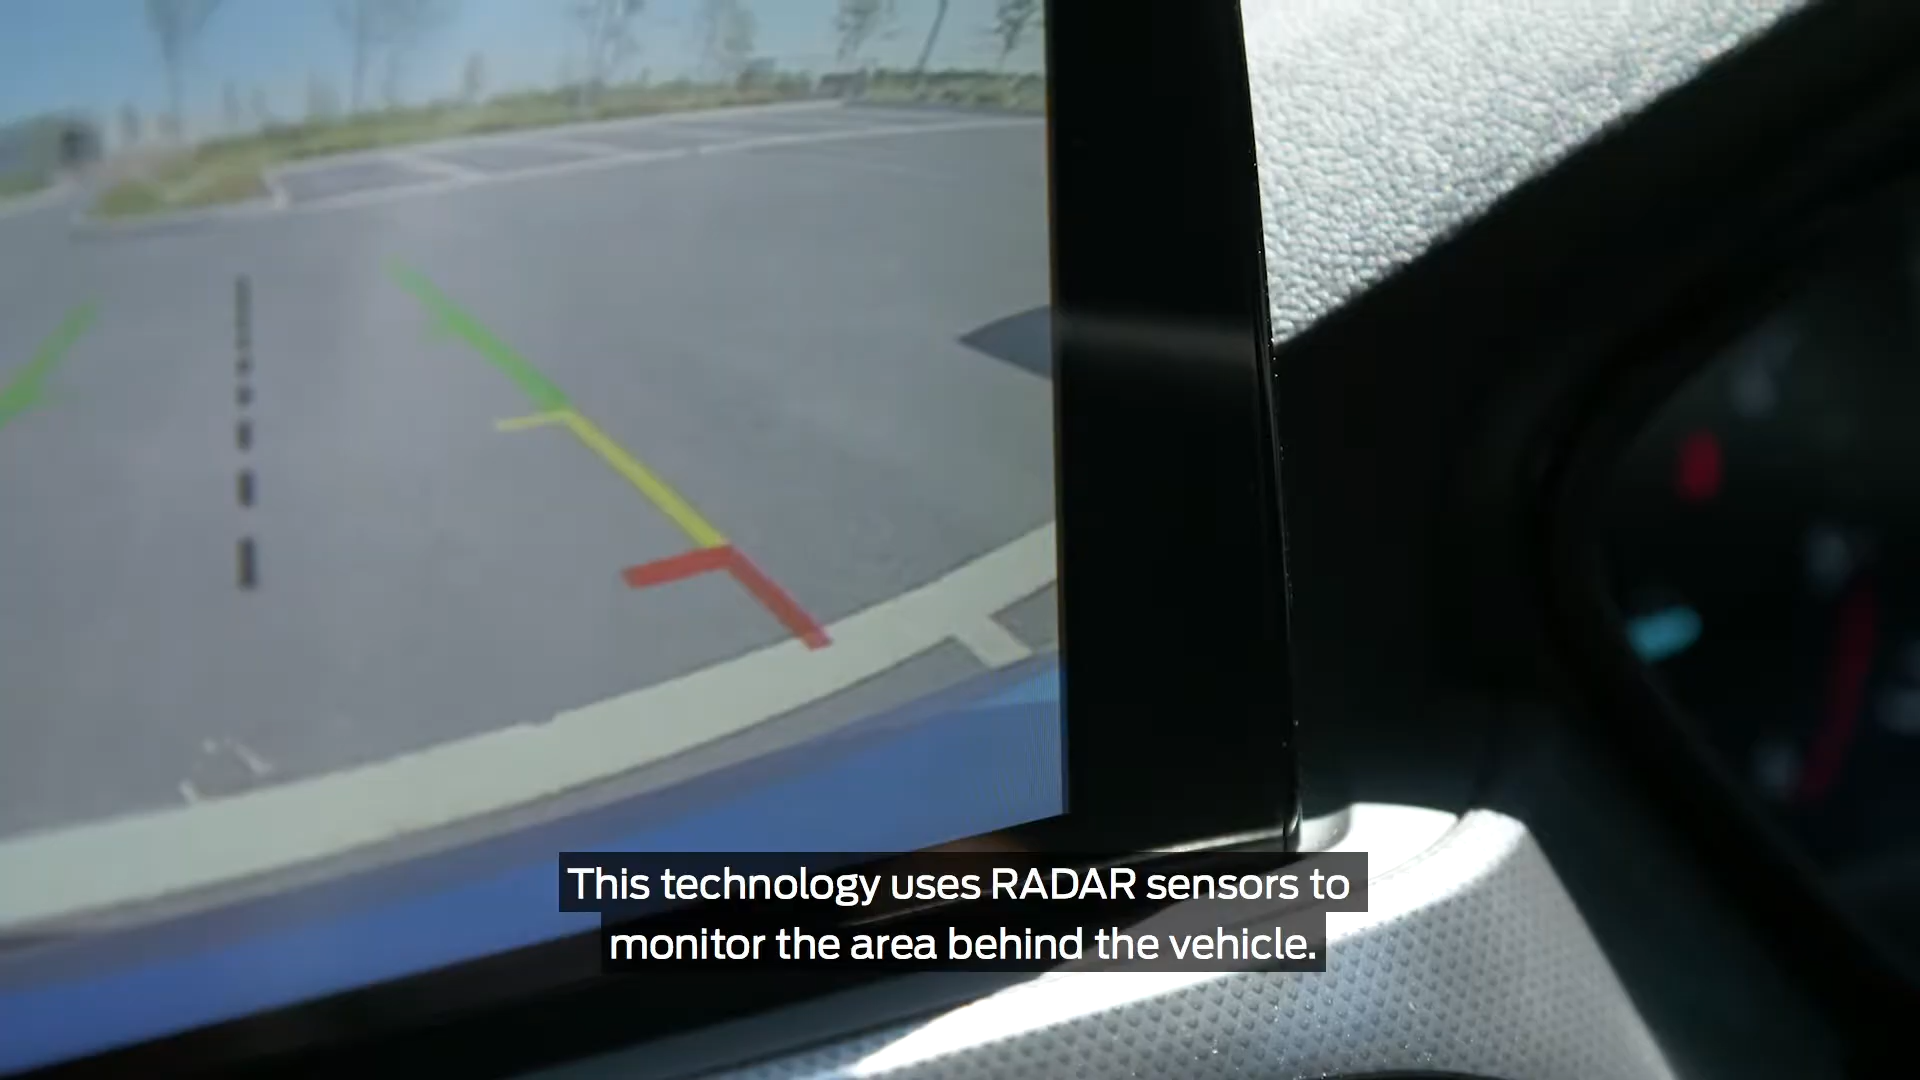 This technology uses RADAR sensors to
monitor the area behind the vehicle.